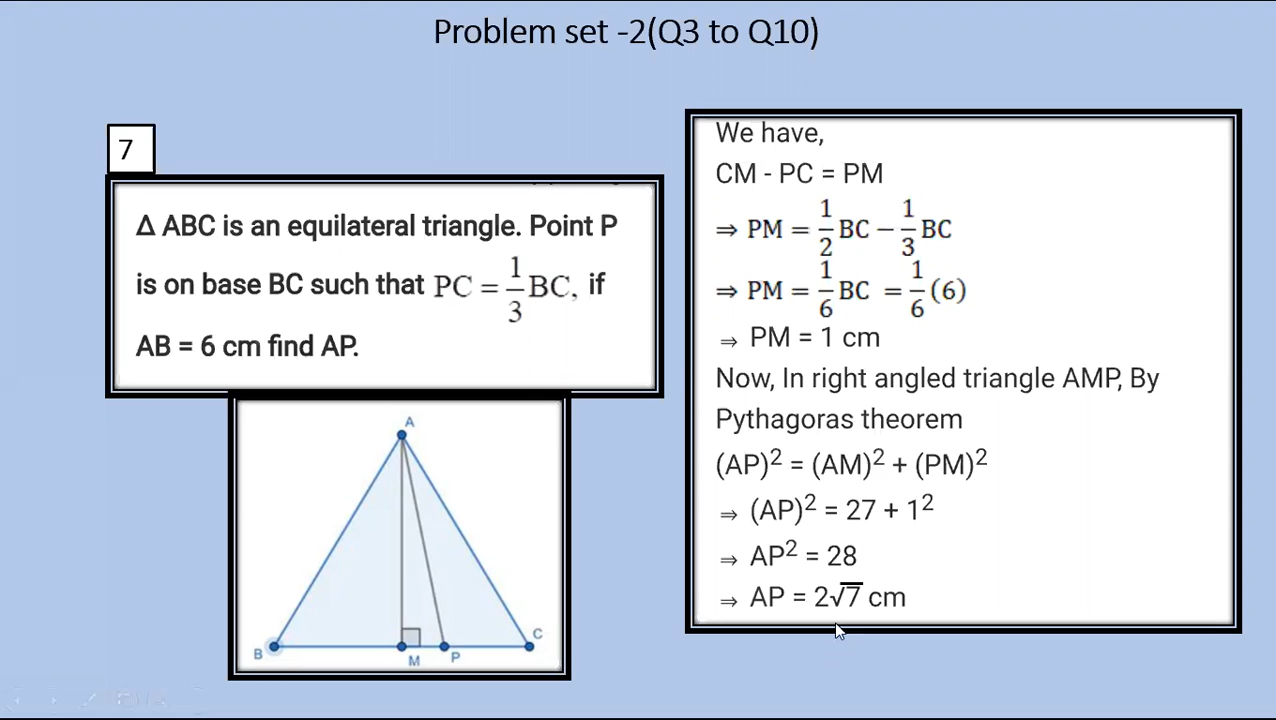 Problem set -2(Q3 to Q10)
7
Δ ABC is an equilateral triangle. Point P
is on base BC such that PC = 1/3 BC, if
AB = 6 cm find AP.
A
B
M
P
C
We have,
CM - PC = PM
⇒ PM = 1/2 BC − 1/3 BC
⇒ PM = 1/6 BC = 1/6 (6)
⇒ PM = 1 cm
Now, In right angled triangle AMP, By
Pythagoras theorem
(AP)² = (AM)² + (PM)²
⇒ (AP)² = 27 + 1²
⇒ AP² = 28
⇒ AP = 2√7 cm